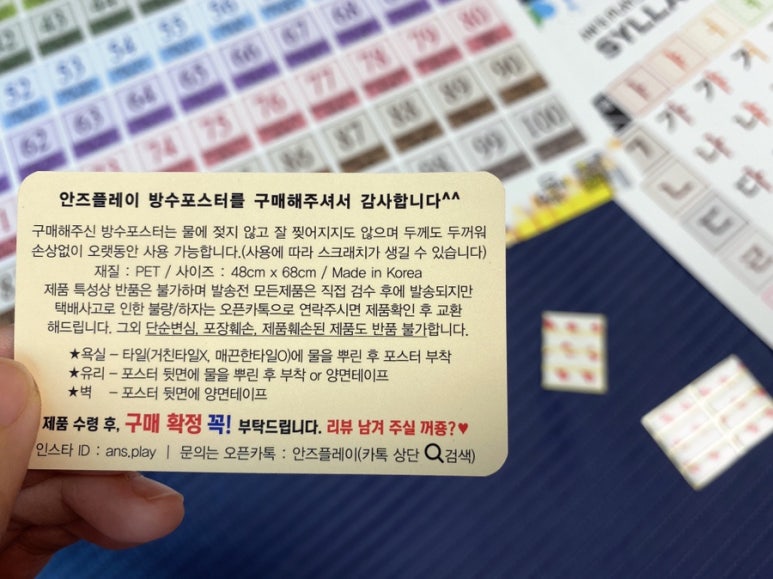 44
52 53 54 55 56 57 58 59 60
62 63 64 65 66 67 68 69 70
74 75 76 77 78 79 80
86 87 88 89 90
98 99 100
SYLLA
가 갸 거
ㄱ 나 냐
ㄴ 다
ㄷ
안즈플레이 방수포스터를 구매해주셔서 감사합니다^^
구매해주신 방수포스터는 물에 젖지 않고 잘 찢어지지도 않으며 두께도 두꺼워
손상없이 오랫동안 사용 가능합니다.(사용에 따라 스크래치가 생길 수 있습니다)
재질 : PET / 사이즈 : 48cm x 68cm / Made in Korea
제품 특성상 반품은 불가하며 발송전 모든제품은 직접 검수 후에 발송되지만
택배사고로 인한 불량/하자는 오픈카톡으로 연락주시면 제품확인 후 교환
해드립니다. 그외 단순변심, 포장훼손, 제품훼손된 제품도 반품 불가합니다.
★욕실 – 타일(거친타일X, 매끈한타일O)에 물을 뿌린 후 포스터 부착
★유리 – 포스터 뒷면에 물을 뿌린 후 부착 or 양면테이프
★벽 – 포스터 뒷면에 양면테이프
제품 수령 후, 구매 확정 꼭! 부탁드립니다. 리뷰 남겨 주실 꺼죵?♥
인스타 ID : ans.play | 문의는 오픈카톡 : 안즈플레이(카톡 상단 검색)